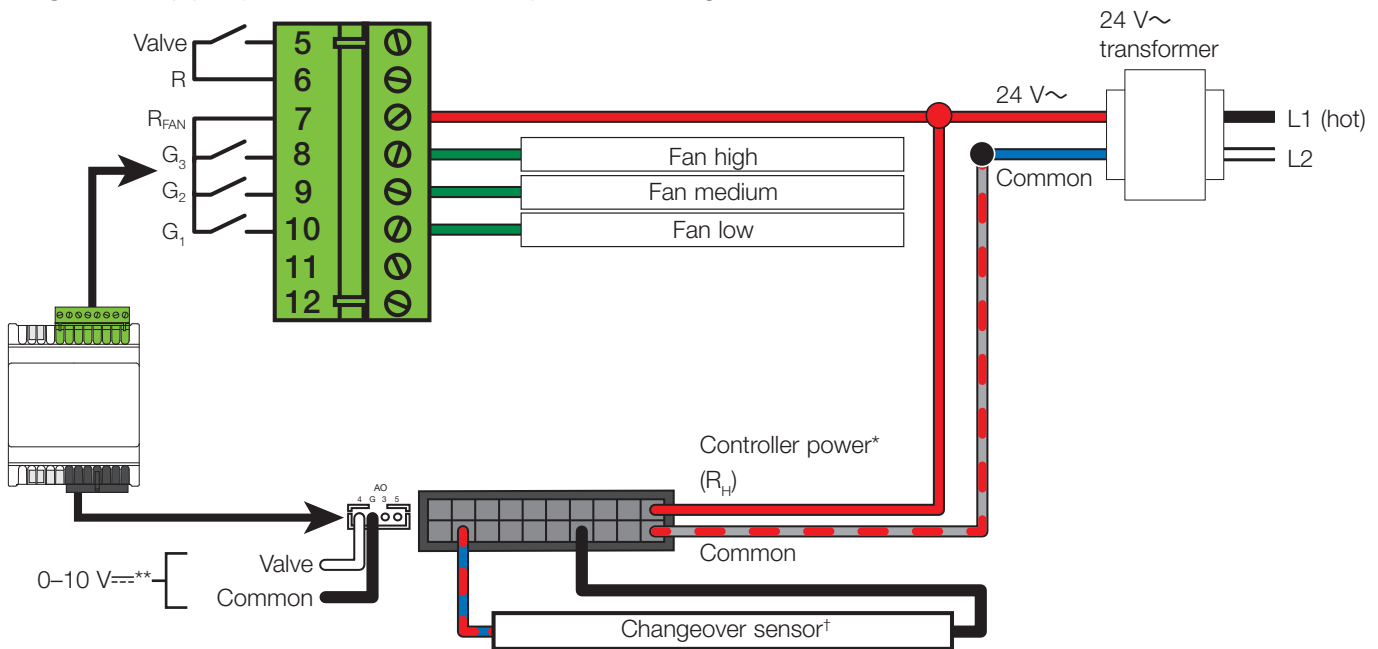 24 V∼
transformer
Valve
5
R
6
24 V∼
R_FAN
7
L1 (hot)
G₃
8
Fan high
L2
G₂
9
Fan medium
Common
G₁
10
Fan low
11
12
Controller power*
(R_H)
AO
4 G 3 5
Common
Valve
0–10 V⎓**
Common
Changeover sensor†